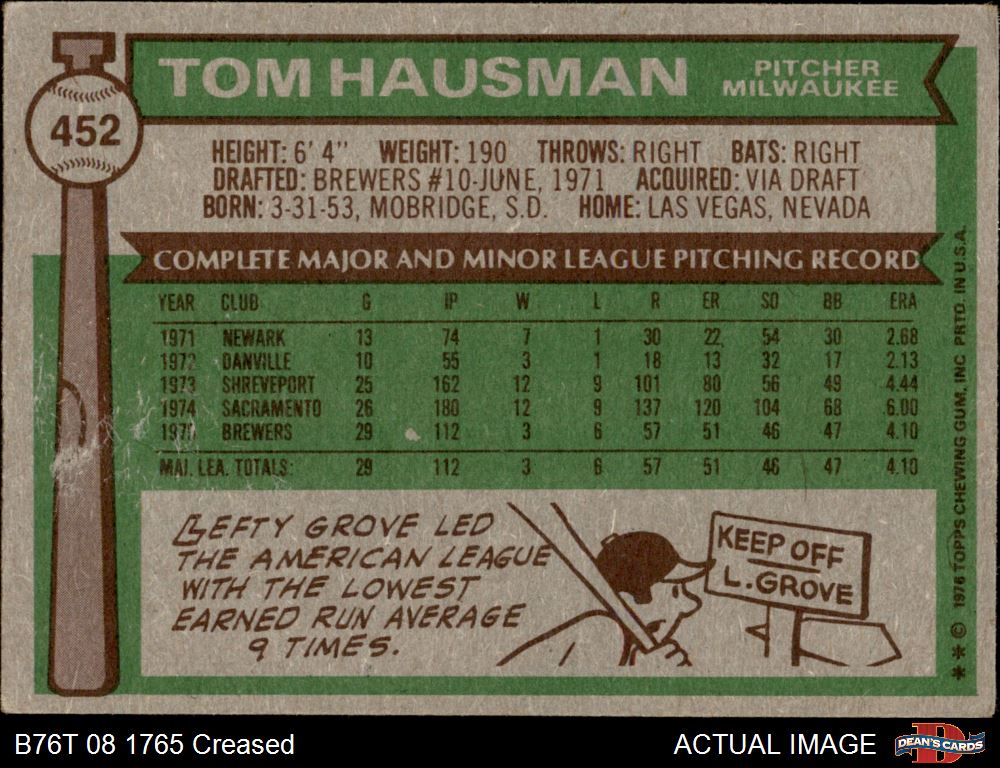 TOM HAUSMAN
PITCHER
MILWAUKEE
452
HEIGHT: 6' 4" WEIGHT: 190 THROWS: RIGHT BATS: RIGHT
DRAFTED: BREWERS #10-JUNE, 1971 ACQUIRED: VIA DRAFT
BORN: 3-31-53, MOBRIDGE, S.D. HOME: LAS VEGAS, NEVADA
COMPLETE MAJOR AND MINOR LEAGUE PITCHING RECORD
YEAR CLUB G IP W L R ER SO BB ERA
1971 NEWARK 13 74 7 1 30 22 54 30 2.68
1972 DANVILLE 10 55 3 1 18 13 32 17 2.13
1973 SHREVEPORT 25 162 12 9 101 80 56 49 4.44
1974 SACRAMENTO 26 180 12 9 137 120 104 68 6.00
1975 BREWERS 29 112 3 6 57 51 46 47 4.10
MAJ. LEA. TOTALS: 29 112 3 6 57 51 46 47 4.10
LEFTY GROVE LED
THE AMERICAN LEAGUE
WITH THE LOWEST
EARNED RUN AVERAGE
9 TIMES.
KEEP OFF
L. GROVE
** © 1976 TOPPS CHEWING GUM, INC. PRTD. IN U.S.A.
B76T 08 1765 Creased
ACTUAL IMAGE
DEAN'S CARDS